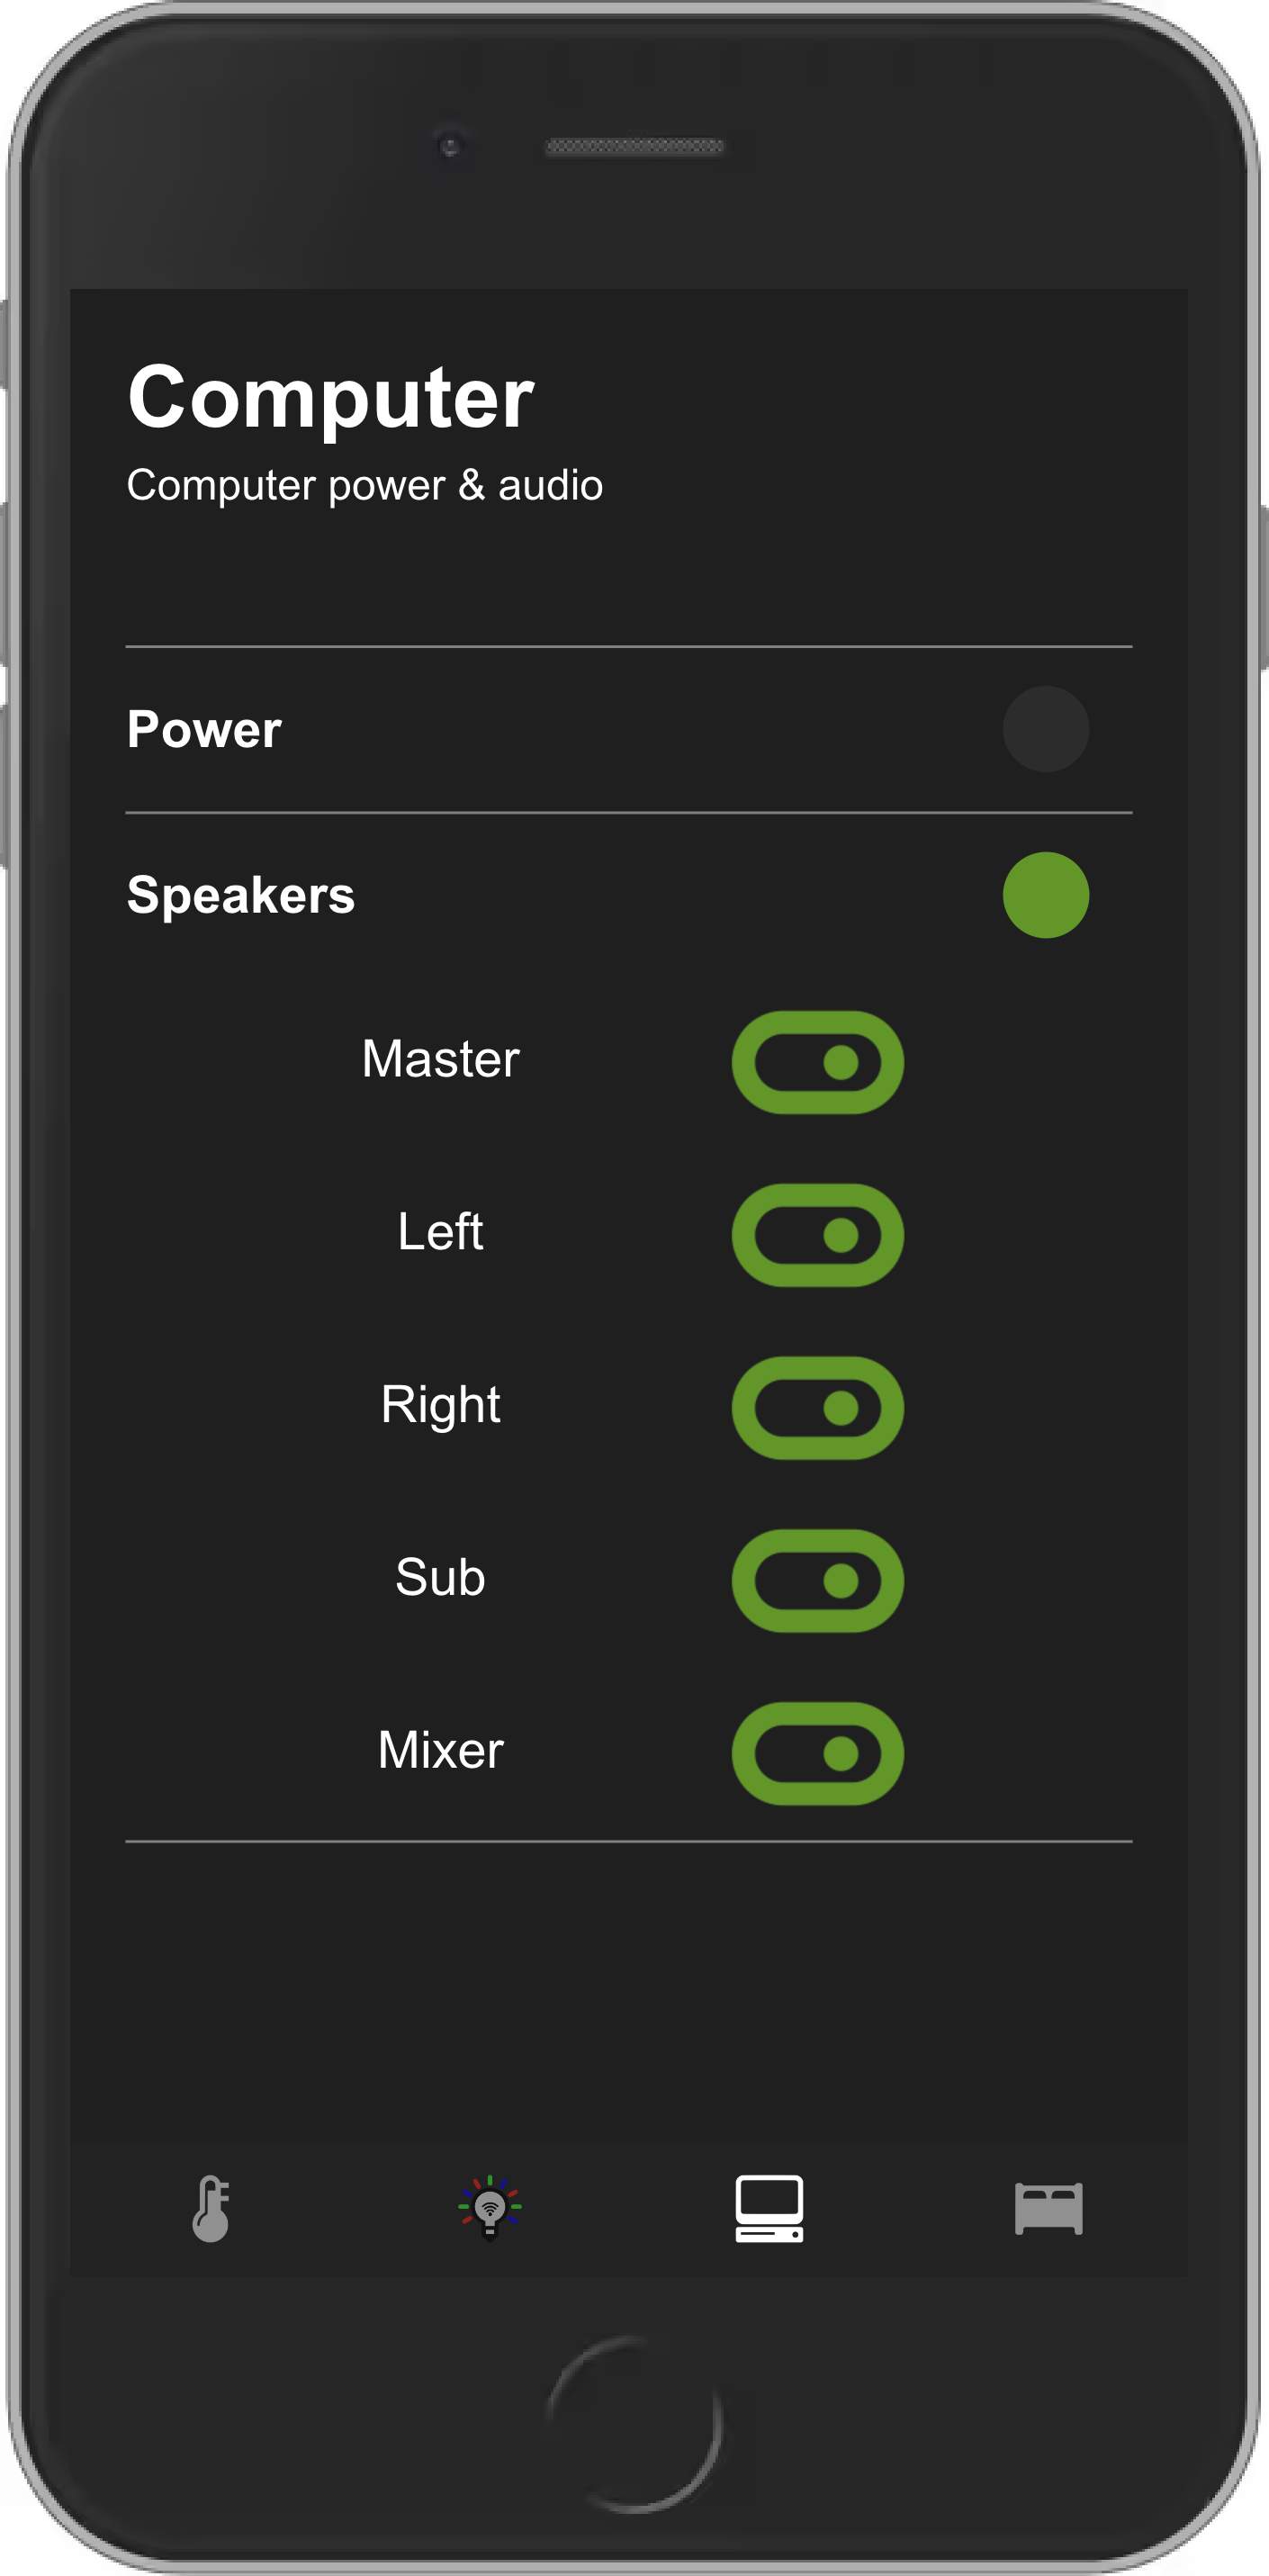 Computer
Computer power & audio
Power
Speakers
Master
Left
Right
Sub
Mixer